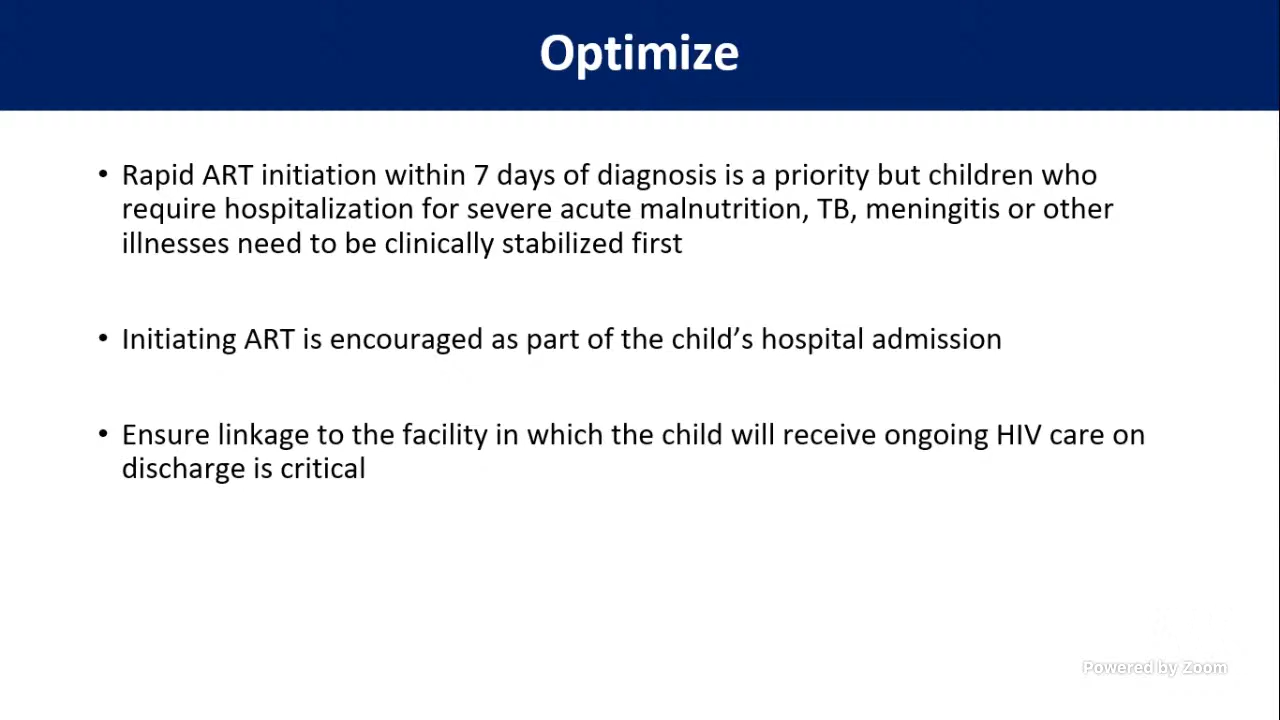 Optimize
• Rapid ART initiation within 7 days of diagnosis is a priority but children who
require hospitalization for severe acute malnutrition, TB, meningitis or other
illnesses need to be clinically stabilized first
• Initiating ART is encouraged as part of the child’s hospital admission
• Ensure linkage to the facility in which the child will receive ongoing HIV care on
discharge is critical
Powered by Zoom